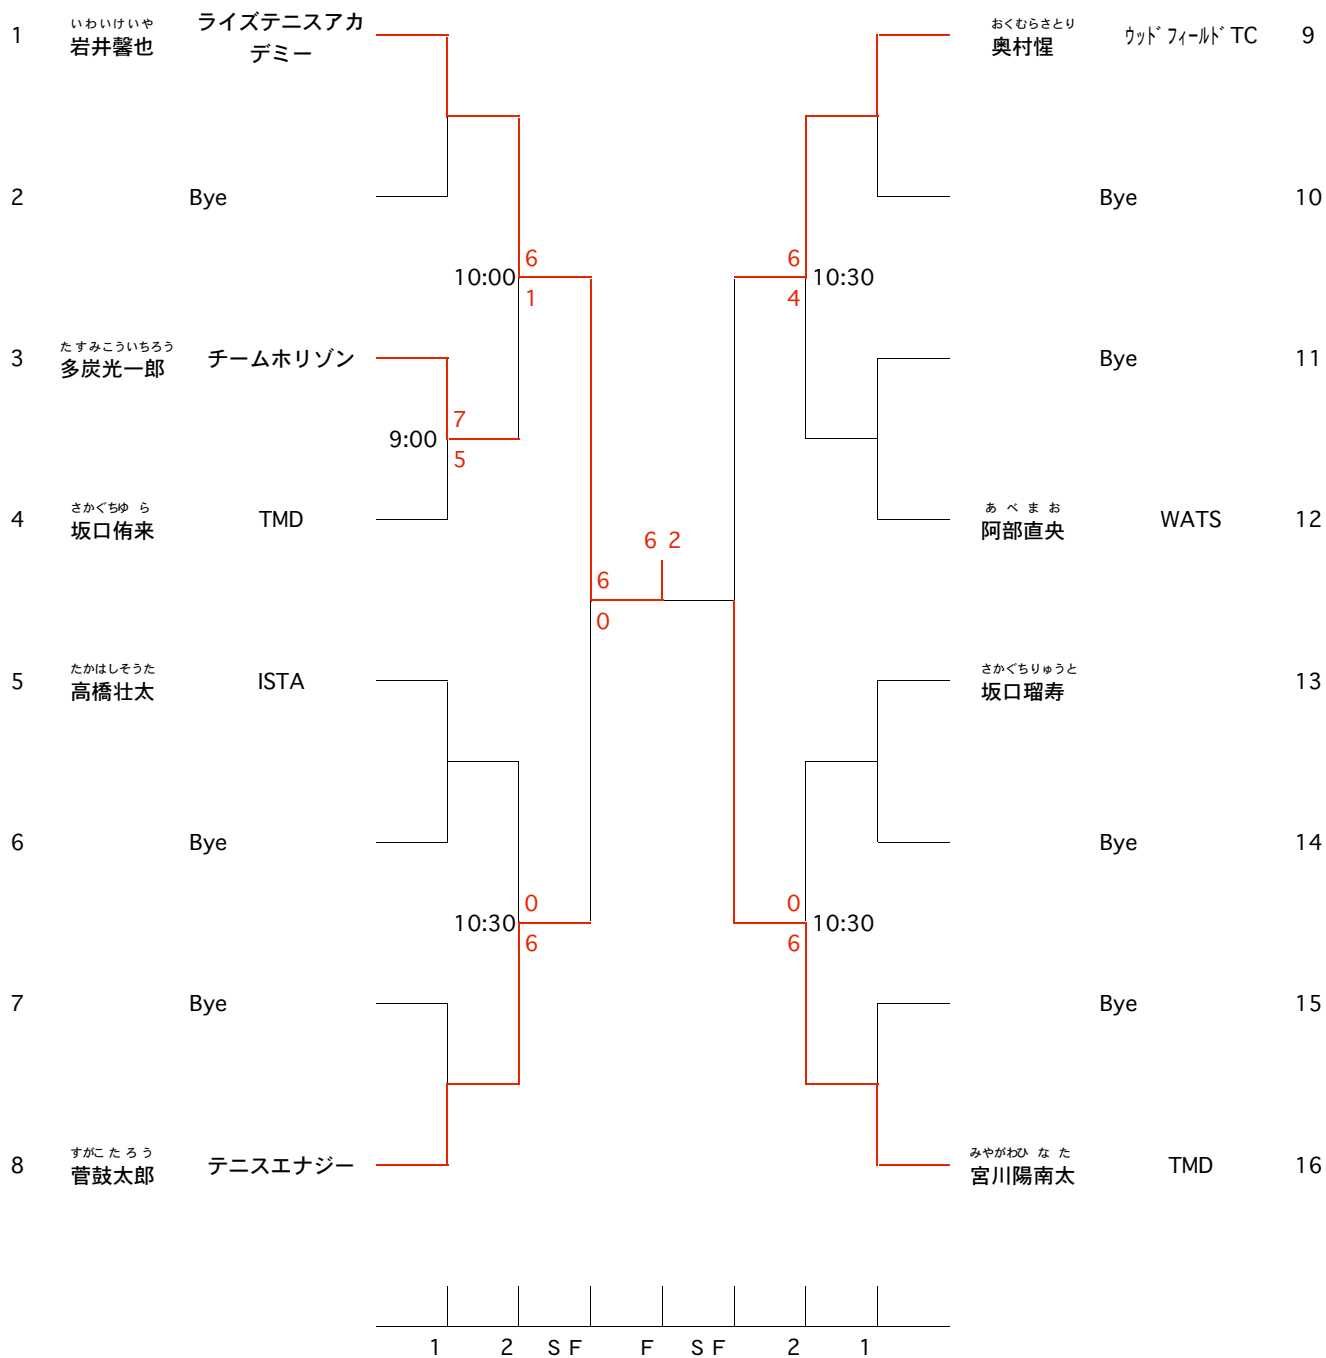 いわいけいや
1 岩井馨也 ライズテニスアカ
デミー
2 Bye
10:00 6
1
たすみこういちろう
3 多炭光一郎 チームホリゾン
9:00 7
5
さかぐちゆら
4 坂口侑来 TMD
6 2
6
0
たかはしそうた
5 高橋壮太 ISTA
6 Bye
10:30 0
6
7 Bye
すがこたろう
8 菅鼓太郎 テニスエナジー
おくむらさとり
奥村惺 ｳｯﾄﾞﾌｨｰﾙﾄﾞTC 9
Bye 10
6 10:30
4
Bye 11
あべまお
阿部直央 WATS 12
さかぐちりゅうと
坂口瑠寿 13
Bye 14
0 10:30
6
Bye 15
みやがわひなた
宮川陽南太 TMD 16
1 2 SF F SF 2 1